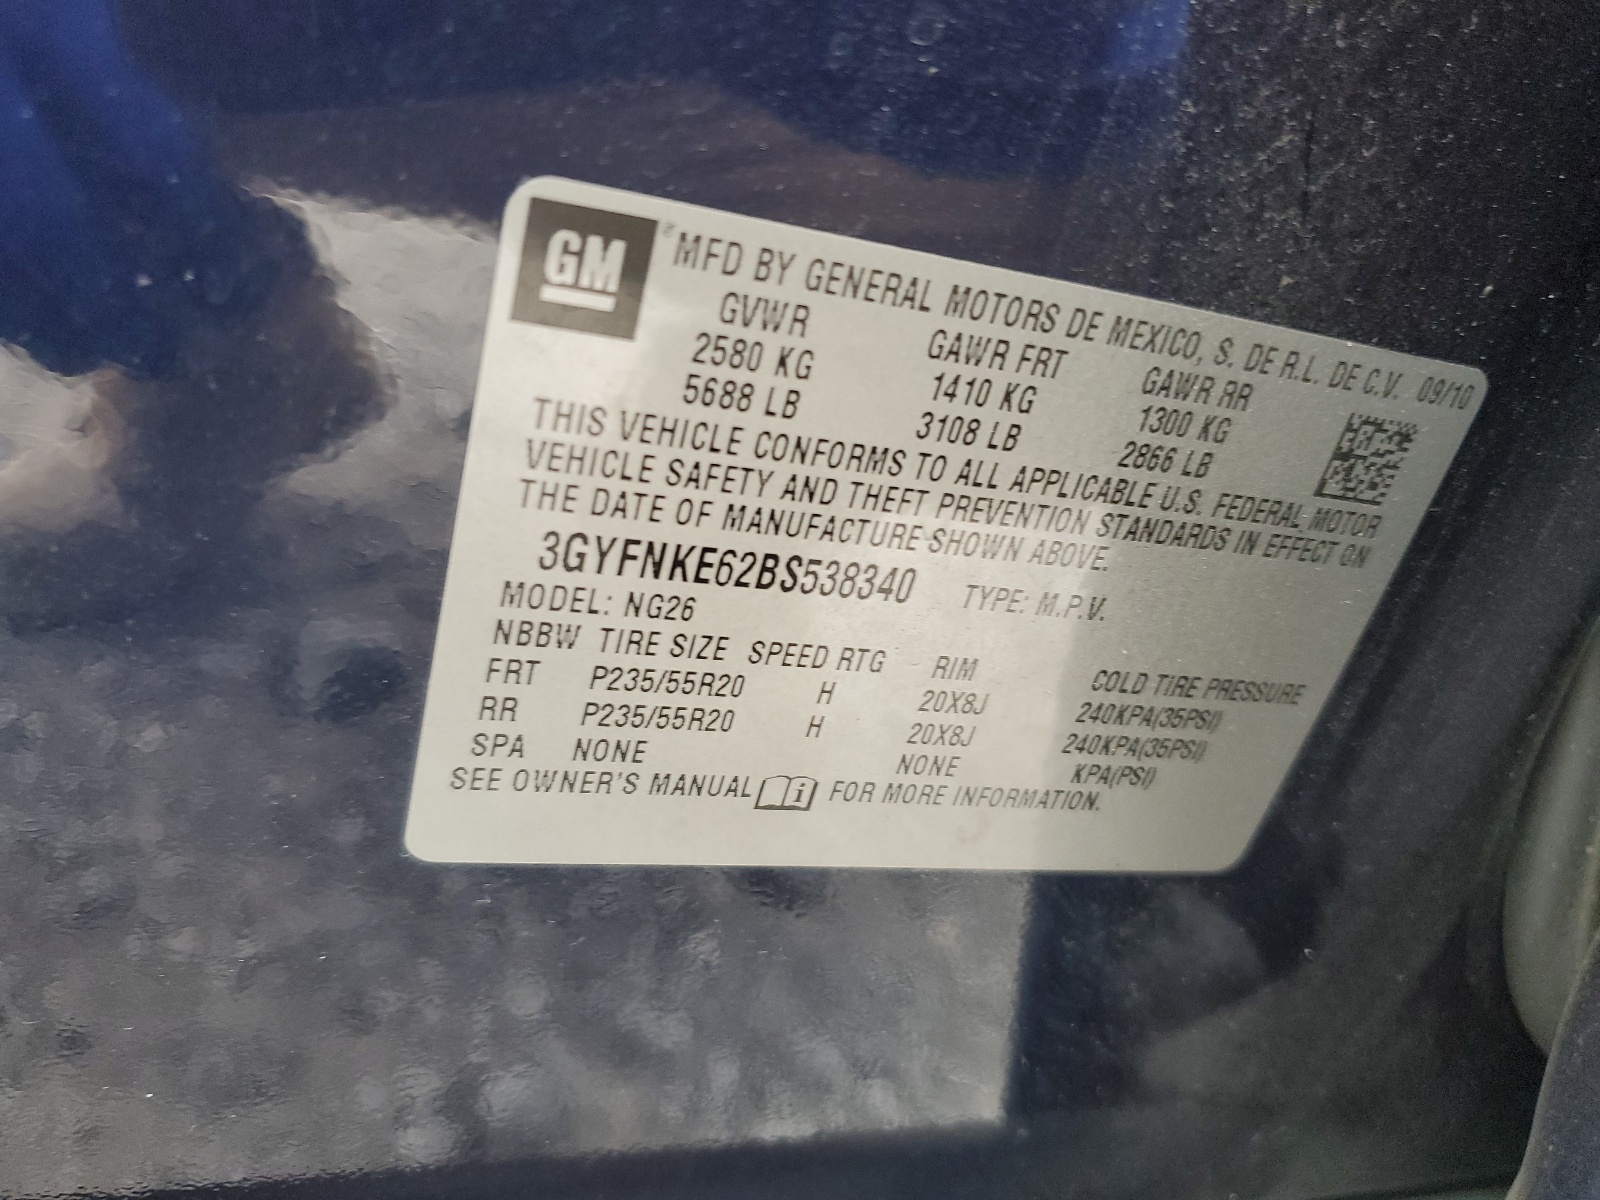 GM ® MFD BY GENERAL MOTORS DE MEXICO, S. DE R.L. DE C.V. 09/10
GVWR GAWR FRT GAWR RR
2580 KG 1410 KG 1300 KG
5688 LB 3108 LB 2866 LB
THIS VEHICLE CONFORMS TO ALL APPLICABLE U.S. FEDERAL MOTOR
VEHICLE SAFETY AND THEFT PREVENTION STANDARDS IN EFFECT ON
THE DATE OF MANUFACTURE SHOWN ABOVE.
3GYFNKE62BS538340 TYPE: M.P.V.
MODEL: NG26
NBBW TIRE SIZE SPEED RTG RIM COLD TIRE PRESSURE
FRT P235/55R20 H 20X8J 240KPA(35PSI)
RR P235/55R20 H 20X8J 240KPA(35PSI)
SPA NONE NONE KPA(PSI)
SEE OWNER'S MANUAL i FOR MORE INFORMATION.